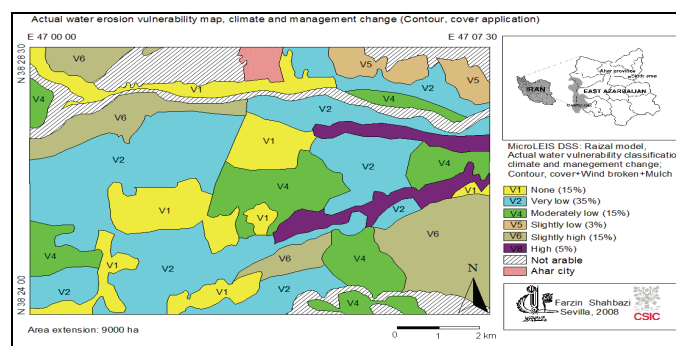 Actual water erosion vulnerability map, climate and management change (Contour, cover application)
E 47 00 00
E 47 07 30
N 38 28 30
N 38 24 00
V6
V5
V5
V2
V4
V1
V4
V2
V6
V1
V2
V2
V4
V4
V1
V1
V1
V2
V6
V4
V1
V2
V6
V4
V2
V1
V2
V4
N
Area extension: 9000 ha
0 1 2 km
Ahar province
IRAN
EAST AZARBAIJAN
MicroLEIS DSS: Raizal model,
Actual water vulnerability classification
climate and management change;
Contour, cover+Wind broken+Mulch
V1 None (15%)
V2 Very low (35%)
V4 Moderately low (15%)
V5 Slightly low (3%)
V6 Slightly high (15%)
V8 High (5%)
Not arable
Ahar city
Farzin Shahbazi
Sevilla, 2008
CSIC